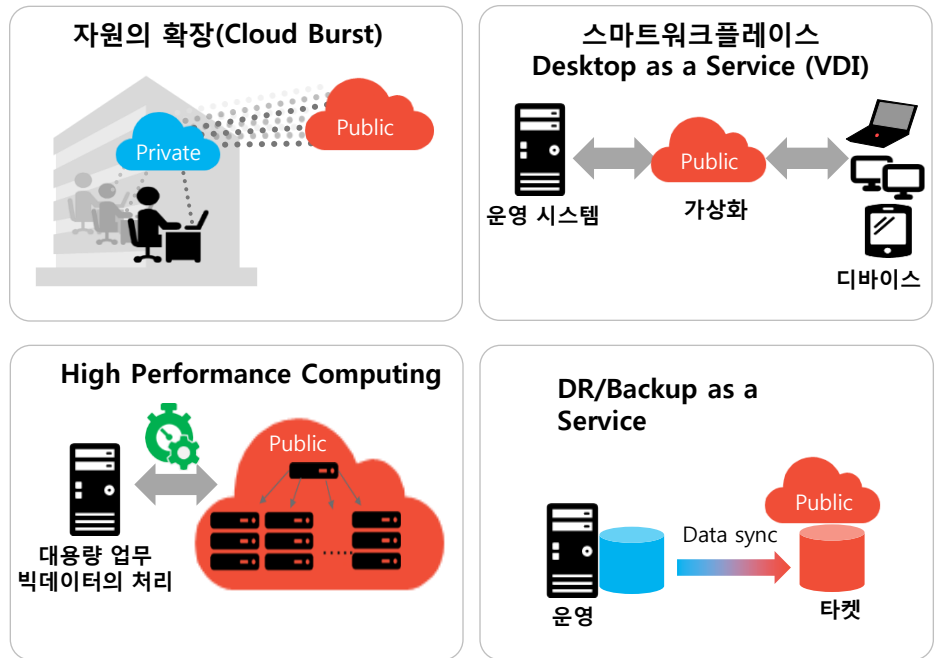 자원의 확장(Cloud Burst)
Public
Private
스마트워크플레이스
Desktop as a Service (VDI)
Public
운영 시스템
가상화
디바이스
High Performance Computing
Public
대용량 업무
빅데이터의 처리
DR/Backup as a
Service
Public
Data sync
운영
타켓